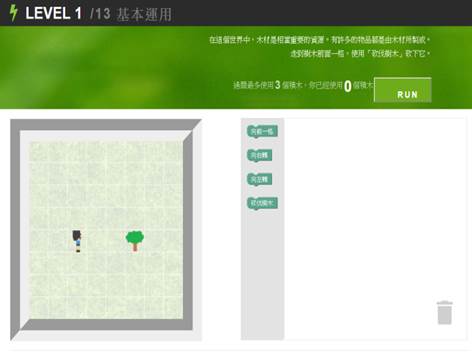 LEVEL 1 /13 基本運用
在這個世界中，木材是相當重要的資源。有許多的物品都是由木材所製成。
走到樹木前面一格，使用「砍伐樹木」砍下它。
過關最多使用 3 個積木，你已經使用 0 個積木
RUN
向前一格
向右轉
向左轉
砍伐樹木